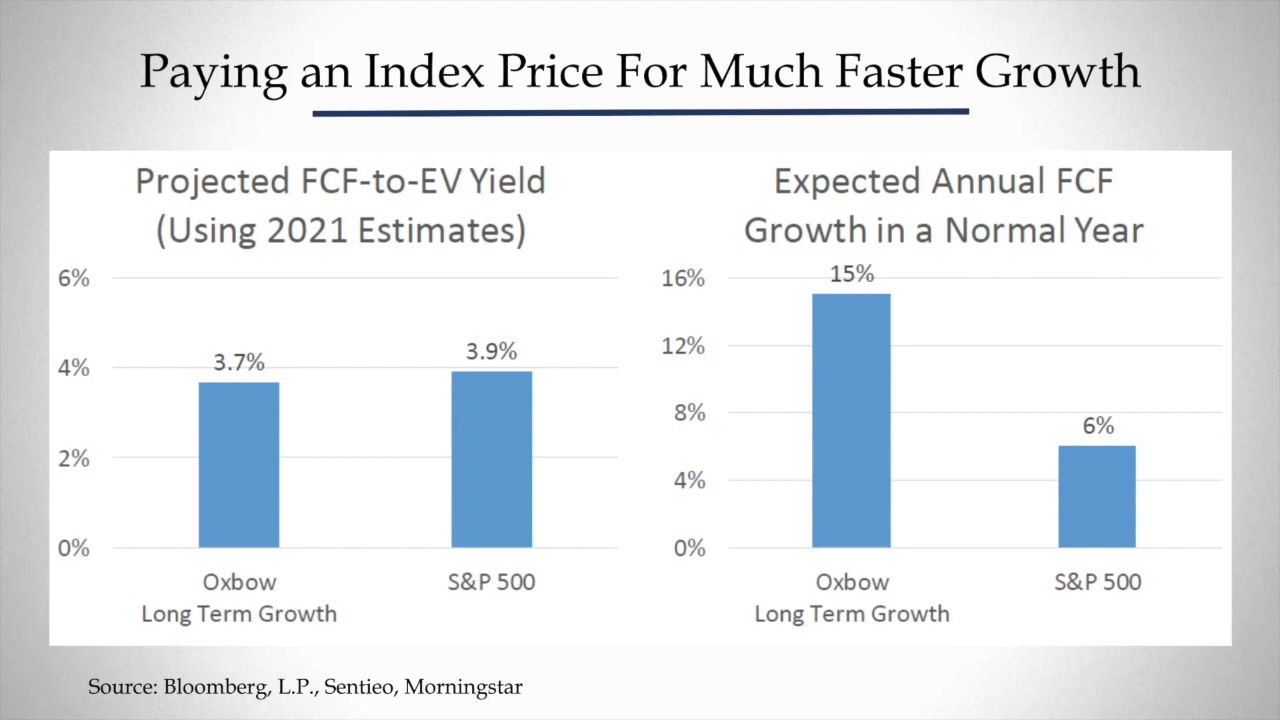 Paying an Index Price For Much Faster Growth
Projected FCF-to-EV Yield
(Using 2021 Estimates)
6%
4%
2%
0%
3.7%
3.9%
Oxbow
Long Term Growth
S&P 500
Expected Annual FCF
Growth in a Normal Year
16%
12%
8%
4%
0%
15%
6%
Oxbow
Long Term Growth
S&P 500
Source: Bloomberg, L.P., Sentieo, Morningstar